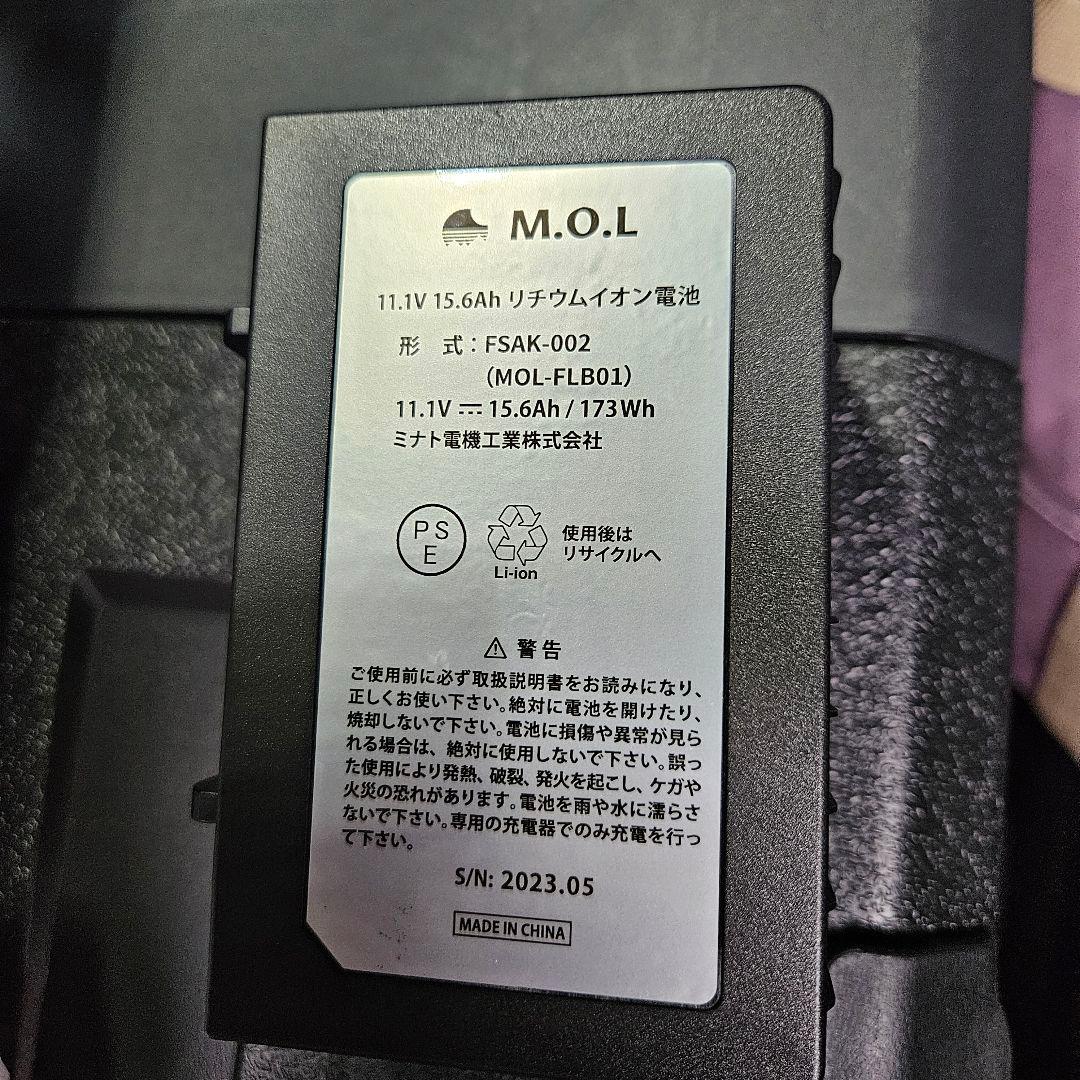 M.O.L
11.1V 15.6Ah リチウムイオン電池
形 式:FSAK-002
(MOL-FLB01)
11.1V ⎓ 15.6Ah / 173Wh
ミナト電機工業株式会社
PS
E
使用後は
リサイクルへ
Li-ion
⚠ 警告
ご使用前に必ず取扱説明書をお読みになり、
正しくお使い下さい。絶対に電池を開けたり、
焼却しないで下さい。電池に損傷や異常が見ら
れる場合は、絶対に使用しないで下さい。誤っ
た使用により発熱、破裂、発火を起こし、ケガや
火災の恐れがあります。電池を雨や水に濡らさ
ないで下さい。専用の充電器でのみ充電を行っ
て下さい。
S/N: 2023.05
MADE IN CHINA